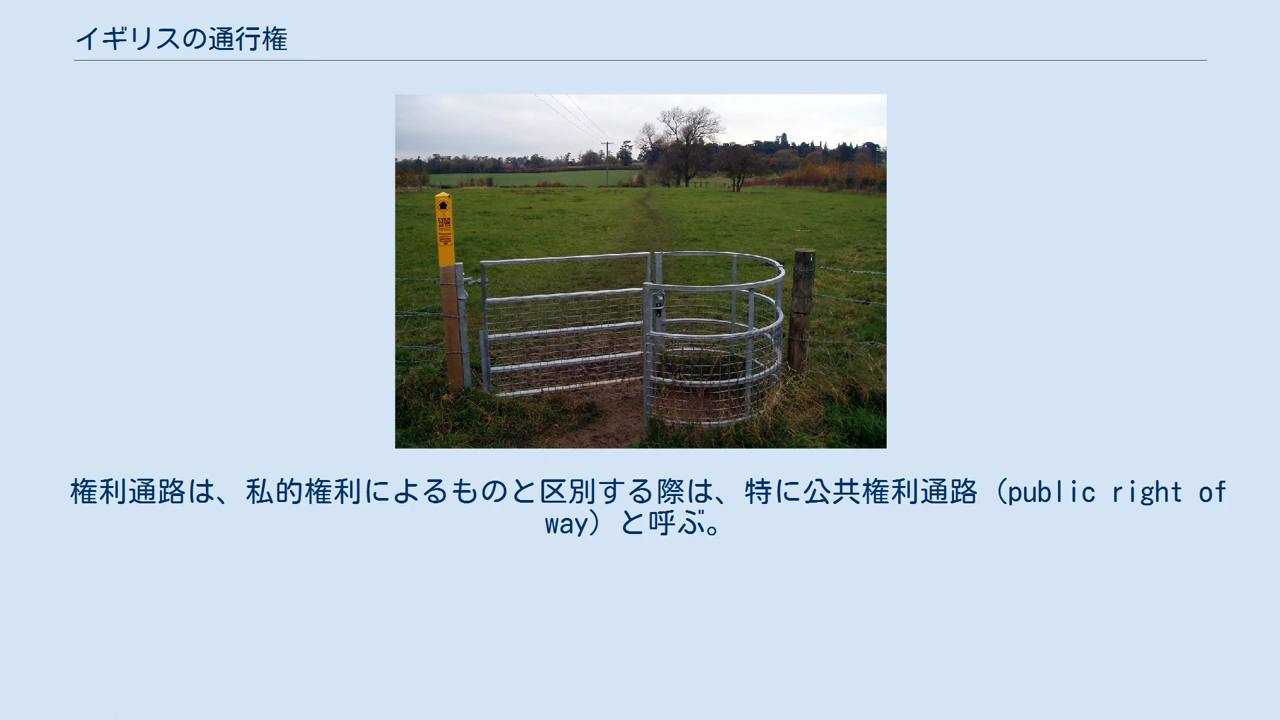 イギリスの通行権
権利通路は、私的権利によるものと区別する際は、特に公共権利通路（public right of
way）と呼ぶ。